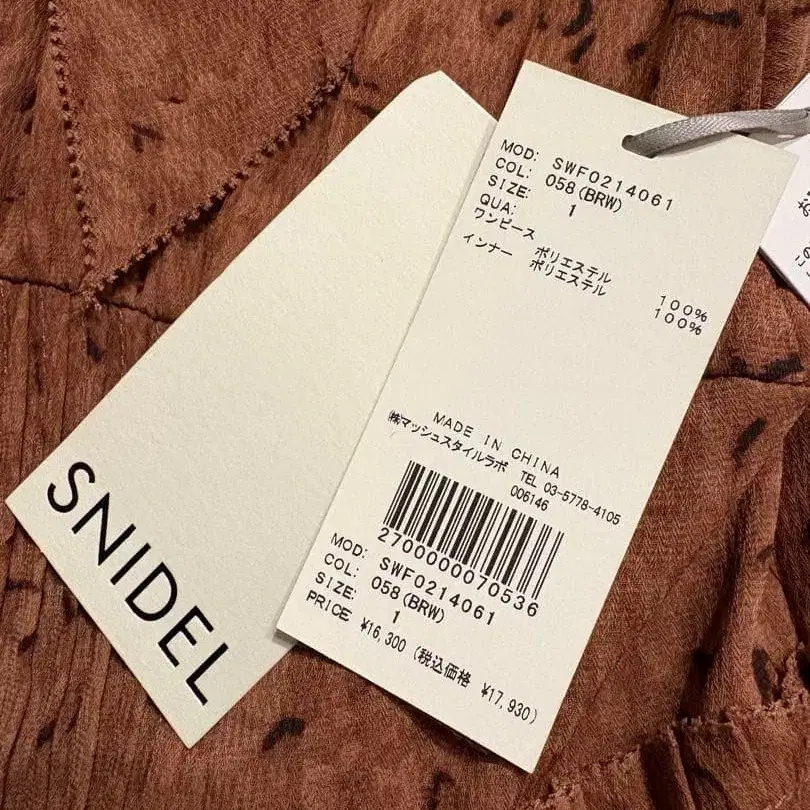 SNIDEL
MOD: SWF0214061
COL: 058(BRW)
SIZE: 1
QUA:
ワンピース ポリエステル 100%
インナー ポリエステル 100%
MADE IN CHINA
㈱マッシュスタイルラボ TEL 03-5778-4105
006146
2700000070536
MOD: SWF0214061
COL: 058(BRW)
SIZE: 1
PRICE ¥16,300 (税込価格 ¥17,930)